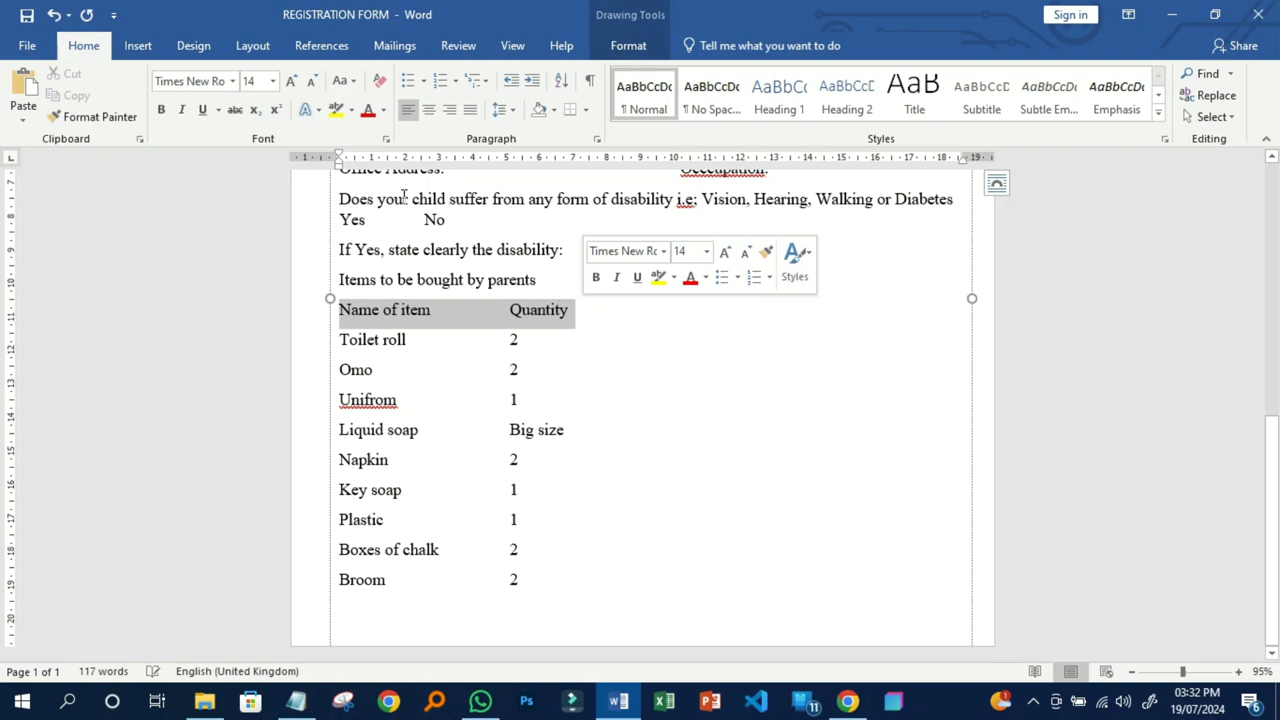 REGISTRATION FORM - Word
Drawing Tools
Sign in
File Home Insert Design Layout References Mailings Review View Help Format Tell me what you want to do Share
Paste
Cut
Copy
Format Painter
Times New Ro 14
AaBbCcDc AaBbCcDc AaBbCc AaBbCcE AaB AaBbCcD AaBbCcDc AaBbCcDc
¶ Normal ¶ No Spac... Heading 1 Heading 2 Title Subtitle Subtle Em... Emphasis
Find
Replace
Select
Clipboard Font Paragraph Styles Editing
Office Address: Occupation:
Does your child suffer from any form of disability i.e; Vision, Hearing, Walking or Diabetes
Yes No
If Yes, state clearly the disability:
Times New Rc 14
Styles
Items to be bought by parents
Name of item Quantity
Toilet roll 2
Omo 2
Unifrom 1
Liquid soap Big size
Napkin 2
Key soap 1
Plastic 1
Boxes of chalk 2
Broom 2
Page 1 of 1 117 words English (United Kingdom) 95%
03:32 PM
19/07/2024